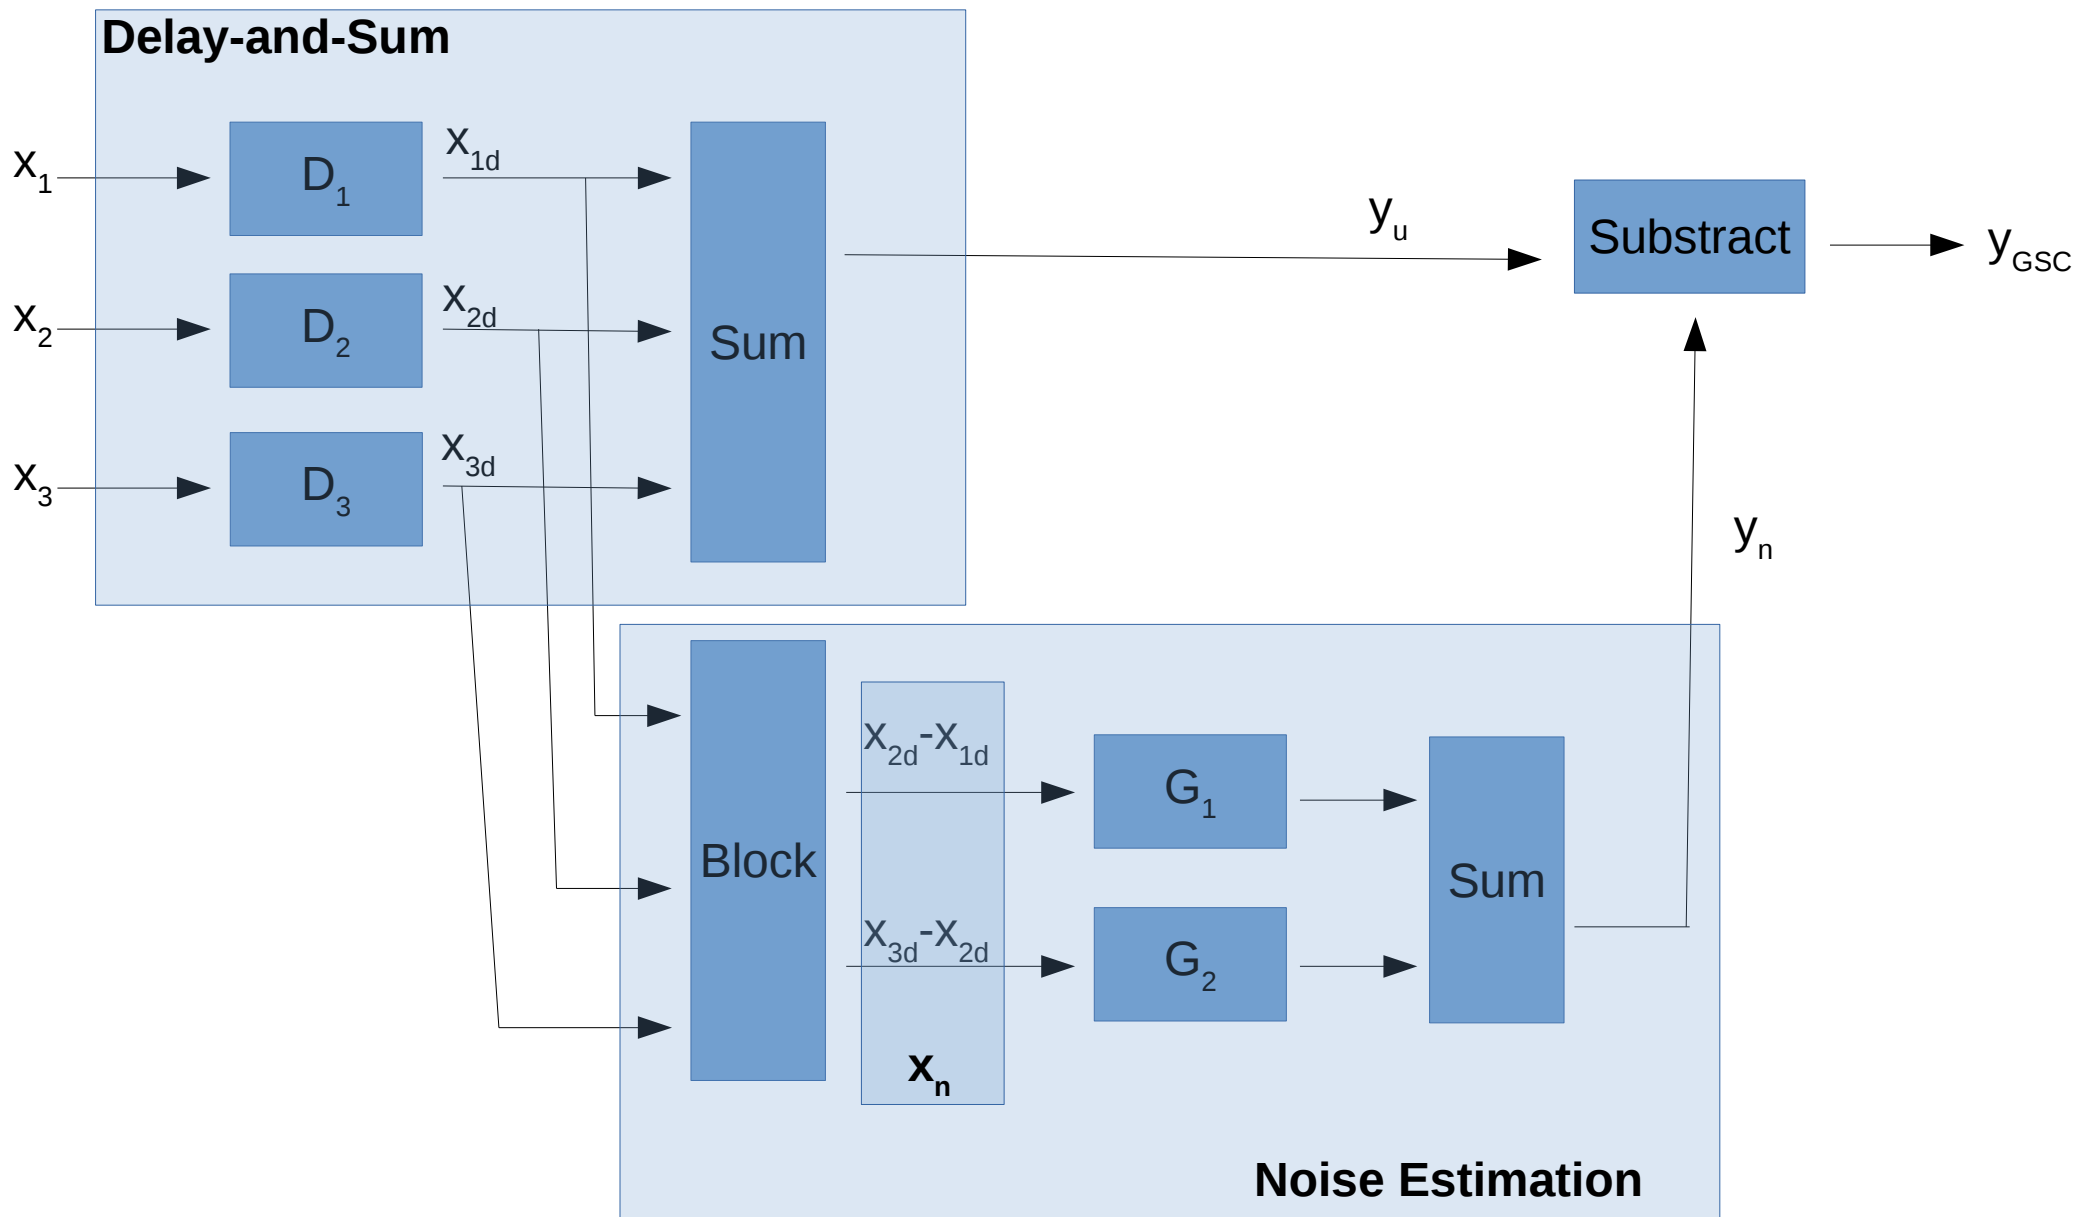 Delay-and-Sum
x1
D1
x1d
x2
D2
x2d
x3
D3
x3d
Sum
yu
Substract
yGSC
yn
Block
x2d-x1d
x3d-x2d
xn
G1
G2
Sum
Noise Estimation